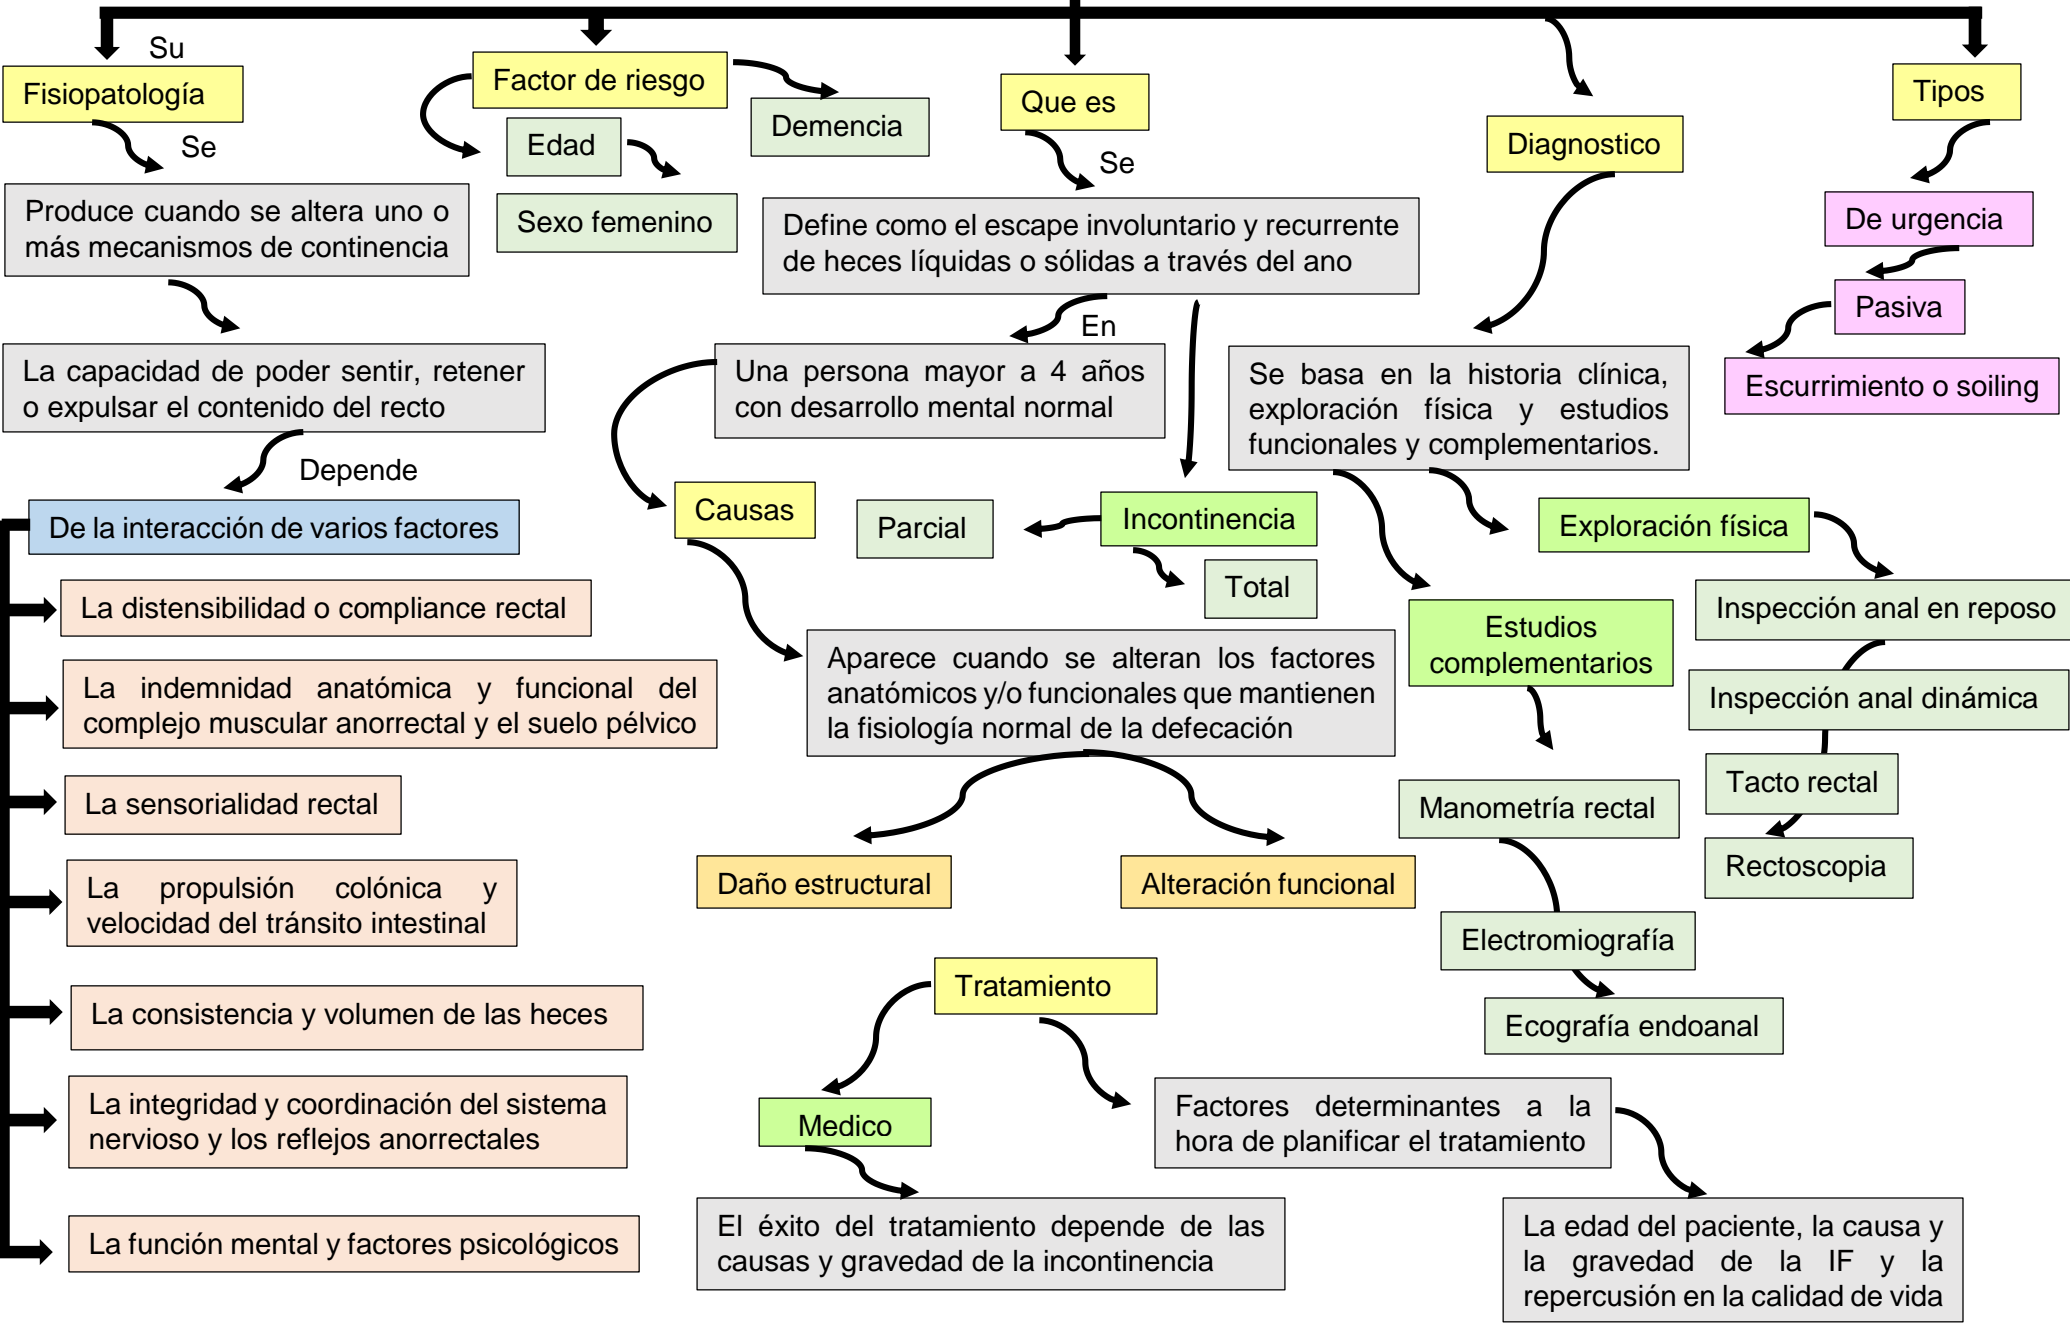 Su
Fisiopatología
Se
Produce cuando se altera uno o
más mecanismos de continencia
La capacidad de poder sentir, retener
o expulsar el contenido del recto
Depende
De la interacción de varios factores
La distensibilidad o compliance rectal
La indemnidad anatómica y funcional del
complejo muscular anorrectal y el suelo pélvico
La sensorialidad rectal
La propulsión colónica y
velocidad del tránsito intestinal
La consistencia y volumen de las heces
La integridad y coordinación del sistema
nervioso y los reflejos anorrectales
La función mental y factores psicológicos
Factor de riesgo
Demencia
Edad
Sexo femenino
Que es
Se
Define como el escape involuntario y recurrente
de heces líquidas o sólidas a través del ano
En
Una persona mayor a 4 años
con desarrollo mental normal
Causas
Parcial
Incontinencia
Total
Aparece cuando se alteran los factores
anatómicos y/o funcionales que mantienen
la fisiología normal de la defecación
Daño estructural
Alteración funcional
Tratamiento
Medico
El éxito del tratamiento depende de las
causas y gravedad de la incontinencia
Factores determinantes a la
hora de planificar el tratamiento
La edad del paciente, la causa y
la gravedad de la IF y la
repercusión en la calidad de vida
Diagnostico
Se basa en la historia clínica,
exploración física y estudios
funcionales y complementarios.
Exploración física
Inspección anal en reposo
Inspección anal dinámica
Tacto rectal
Rectoscopia
Estudios
complementarios
Manometría rectal
Electromiografía
Ecografía endoanal
Tipos
De urgencia
Pasiva
Escurrimiento o soiling